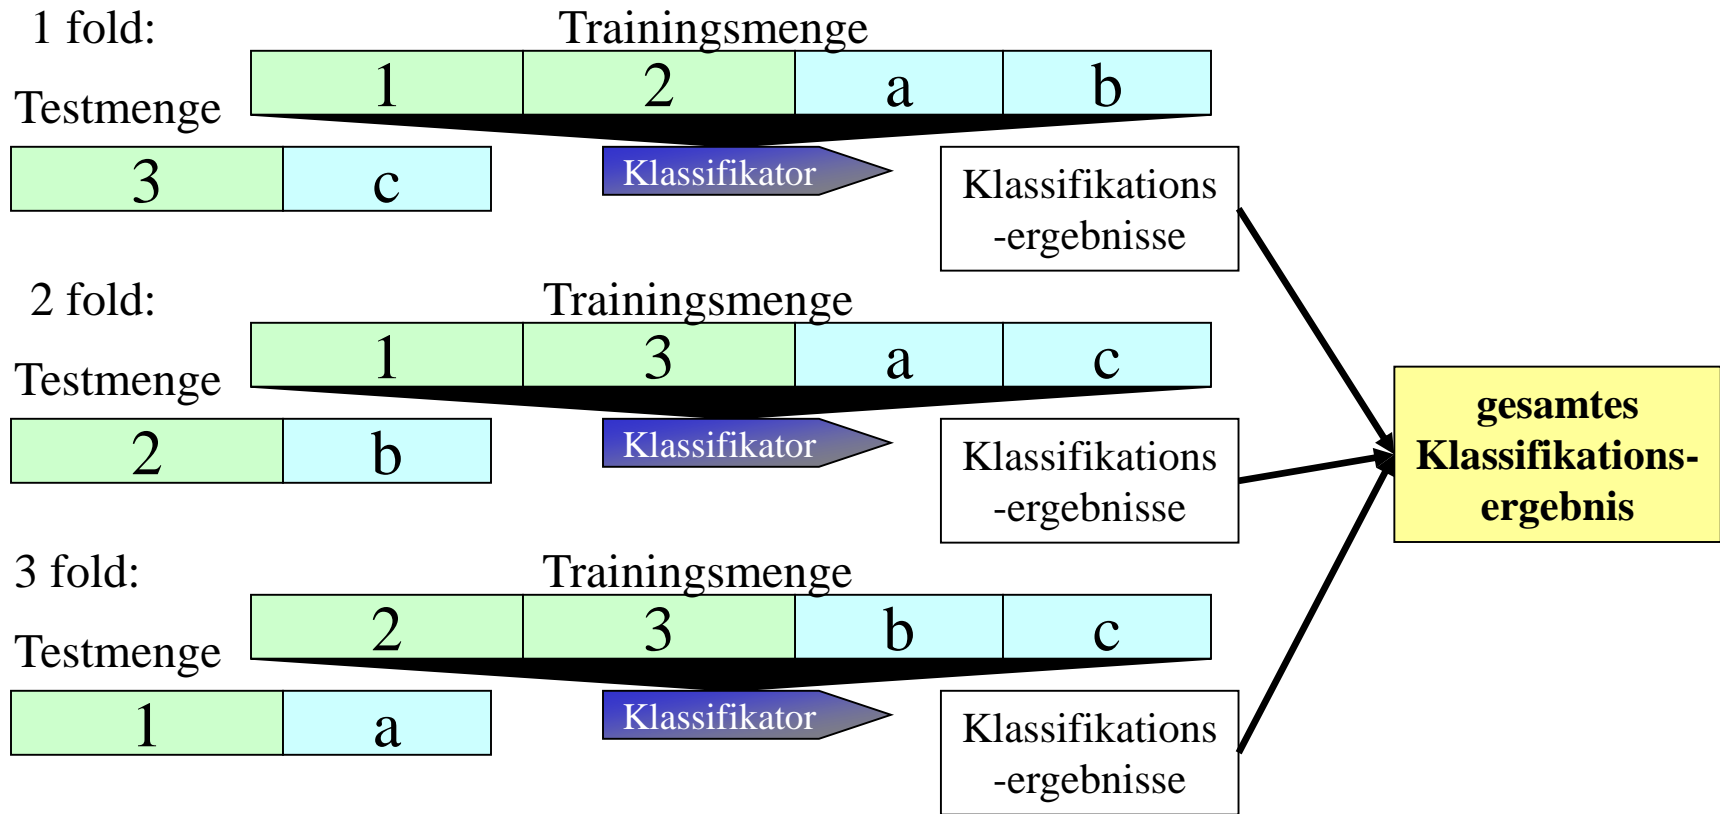 1 fold:
Trainingsmenge
1 2 a b
Testmenge
3 c
Klassifikator
Klassifikations
-ergebnisse
2 fold:
Trainingsmenge
1 3 a c
Testmenge
2 b
Klassifikator
Klassifikations
-ergebnisse
gesamtes
Klassifikations-
ergebnis
3 fold:
Trainingsmenge
2 3 b c
Testmenge
1 a
Klassifikator
Klassifikations
-ergebnisse